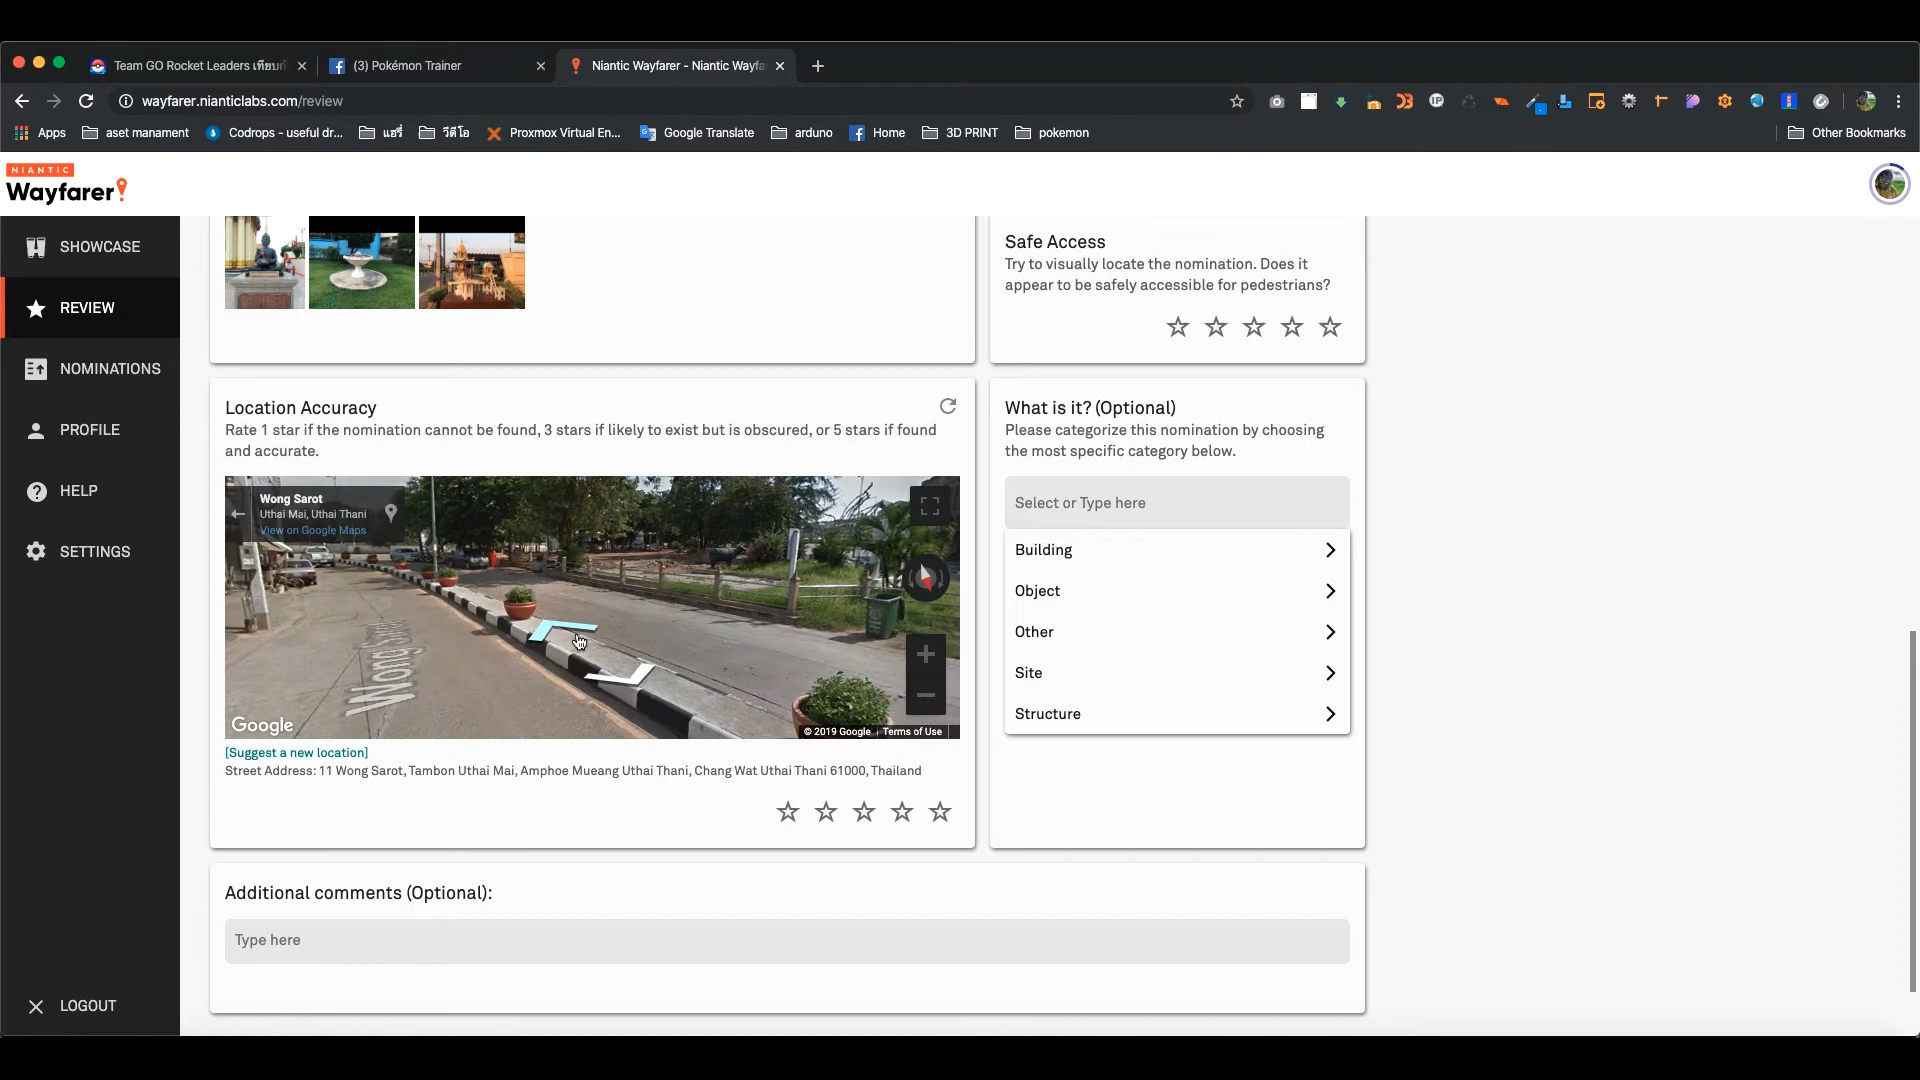 Team GO Rocket Leaders เทียบกั
(3) Pokémon Trainer
Niantic Wayfarer - Niantic Wayfa
wayfarer.nianticlabs.com/review
Apps
aset manament
Codrops - useful dr...
แฮรี่
วีดีโอ
Proxmox Virtual En...
Google Translate
arduno
Home
3D PRINT
pokemon
Other Bookmarks
NIANTIC
Wayfarer
SHOWCASE
REVIEW
NOMINATIONS
PROFILE
HELP
SETTINGS
LOGOUT
Safe Access
Try to visually locate the nomination. Does it
appear to be safely accessible for pedestrians?
Location Accuracy
Rate 1 star if the nomination cannot be found, 3 stars if likely to exist but is obscured, or 5 stars if found
and accurate.
Wong Sarot
Uthai Mai, Uthai Thani
View on Google Maps
Wong Sarot
Google
© 2019 Google
Terms of Use
[Suggest a new location]
Street Address: 11 Wong Sarot, Tambon Uthai Mai, Amphoe Mueang Uthai Thani, Chang Wat Uthai Thani 61000, Thailand
What is it? (Optional)
Please categorize this nomination by choosing
the most specific category below.
Select or Type here
Building
Object
Other
Site
Structure
Additional comments (Optional):
Type here